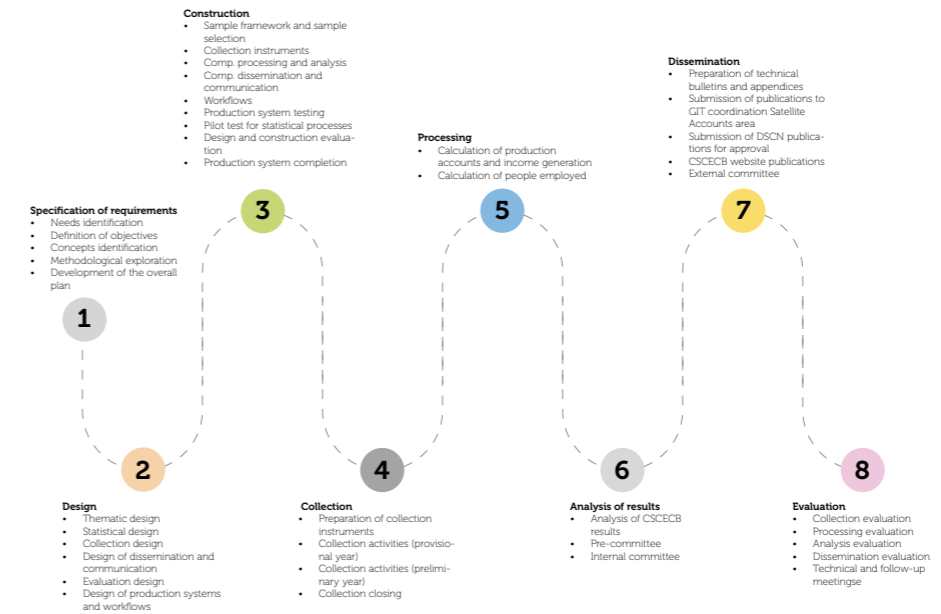 Specification of requirements
• Needs identification
• Definition of objectives
• Concepts identification
• Methodological exploration
• Development of the overall
plan
1
2
Design
• Thematic design
• Statistical design
• Collection design
• Design of dissemination and
communication
• Evaluation design
• Design of production systems
and workflows
Construction
• Sample framework and sample
selection
• Collection instruments
• Comp. processing and analysis
• Comp. dissemination and
communication
• Workflows
• Production system testing
• Pilot test for statistical processes
• Design and construction evalua-
tion
• Production system completion
3
4
Collection
• Preparation of collection
instruments
• Collection activities (provisio-
nal year)
• Collection activities (prelimi-
nary year)
• Collection closing
Processing
• Calculation of production
accounts and income generation
• Calculation of people employed
5
6
Analysis of results
• Analysis of CSCECB
results
• Pre-committee
• Internal committee
Dissemination
• Preparation of technical
bulletins and appendices
• Submission of publications to
GIT coordination Satellite
Accounts area
• Submission of DSCN publica-
tions for approval
• CSCECB website publications
• External committee
7
8
Evaluation
• Collection evaluation
• Processing evaluation
• Analysis evaluation
• Dissemination evaluation
• Technical and follow-up
meetingse